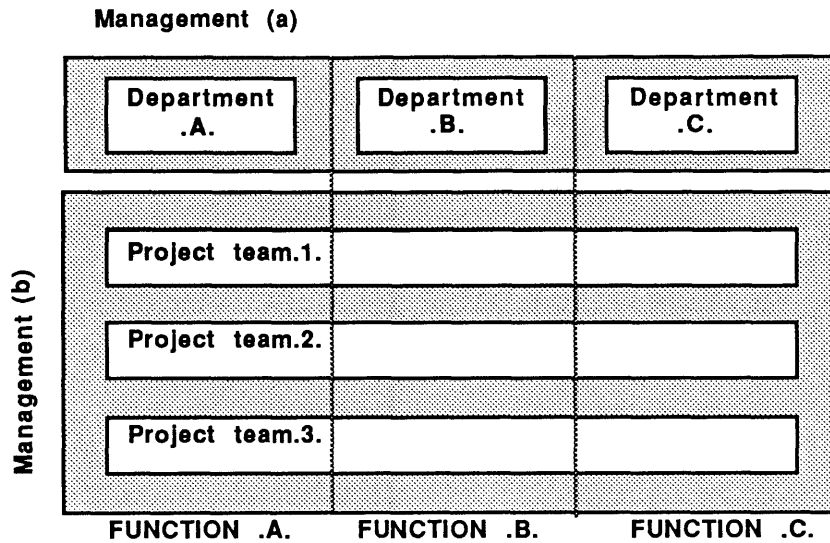 Management (a)
Department
.A.
Department
.B.
Department
.C.
Management (b)
Project team.1.
Project team.2.
Project team.3.
FUNCTION .A.
FUNCTION .B.
FUNCTION .C.